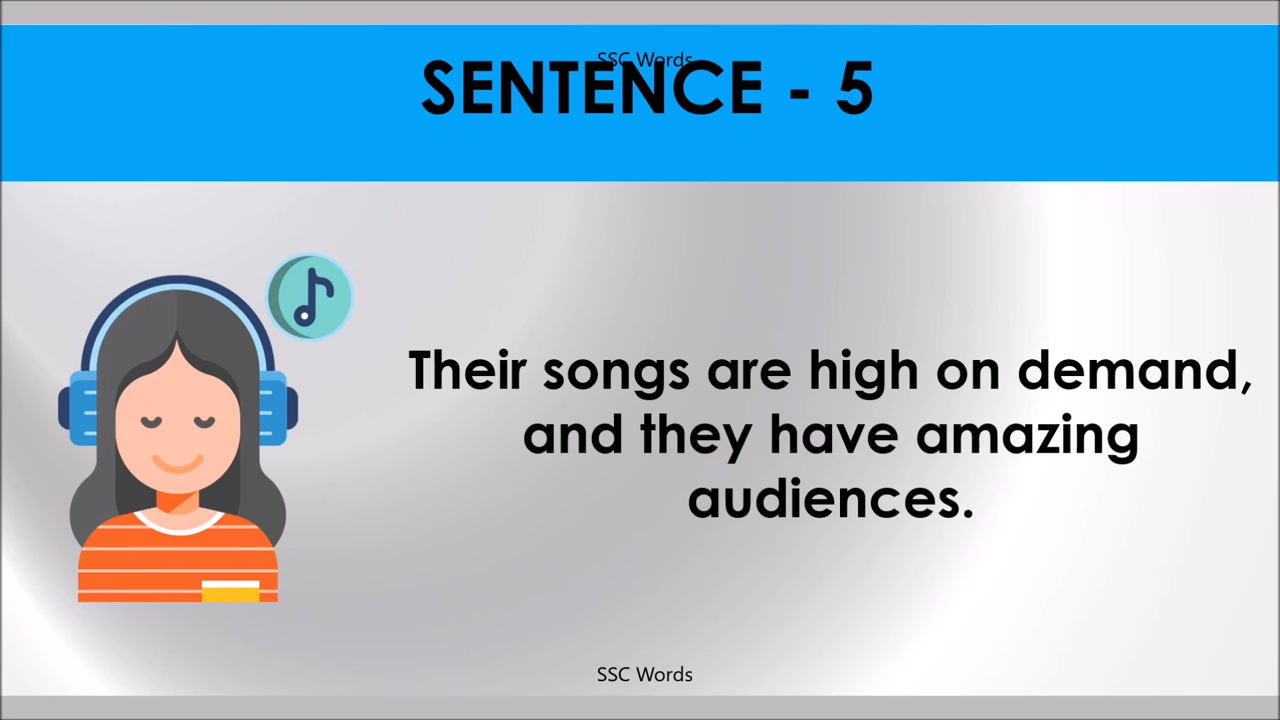 SSC Words
SENTENCE - 5
Their songs are high on demand,
and they have amazing
audiences.
SSC Words